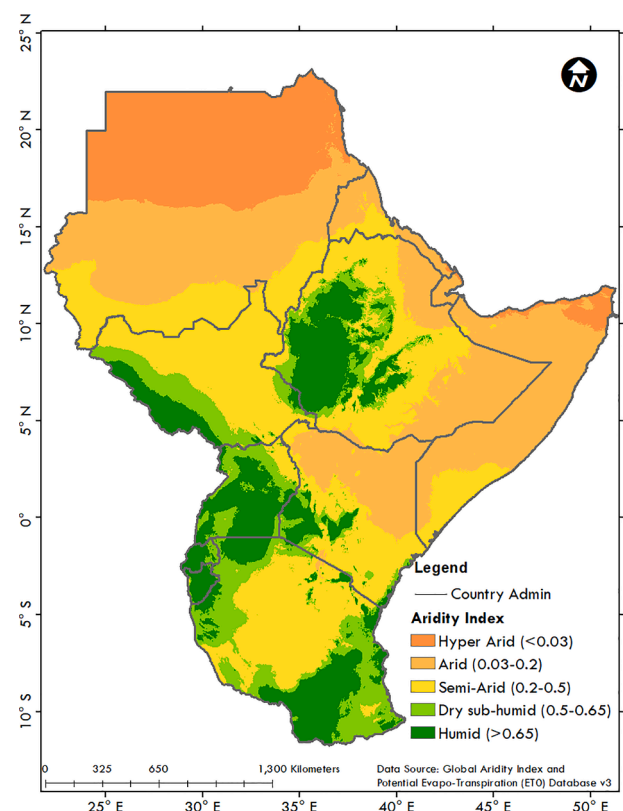 25° N
20° N
15° N
10° N
5° N
0°
5° S
10° S
N
Legend
Country Admin
Aridity Index
Hyper Arid (<0.03)
Arid (0.03-0.2)
Semi-Arid (0.2-0.5)
Dry sub-humid (0.5-0.65)
Humid (>0.65)
0 325 650 1,300 Kilometers
Data Source: Global Aridity Index and
Potential Evapo-Transpiration (ET0) Database v3
25° E 30° E 35° E 40° E 45° E 50° E